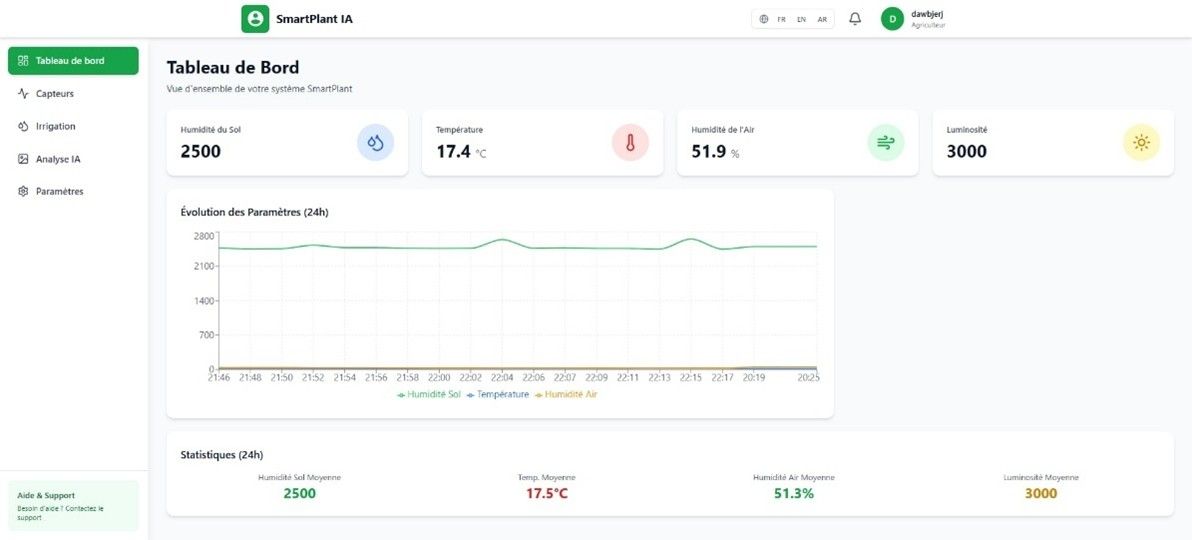 SmartPlant IA
FR EN AR
D
dawbjerj
Agriculteur
Tableau de bord
Capteurs
Irrigation
Analyse IA
Paramètres
Aide & Support
Besoin d'aide ? Contactez le
support
Tableau de Bord
Vue d'ensemble de votre système SmartPlant
Humidité du Sol
2500
Température
17.4 °C
Humidité de l'Air
51.9 %
Luminosité
3000
Évolution des Paramètres (24h)
2800
2100
1400
700
0
21:46 21:48 21:50 21:52 21:54 21:56 21:58 22:00 22:02 22:04 22:06 22:07 22:09 22:11 22:13 22:15 22:17 20:19 20:25
Humidité Sol Température Humidité Air
Statistiques (24h)
Humidité Sol Moyenne
2500
Temp. Moyenne
17.5°C
Humidité Air Moyenne
51.3%
Luminosité Moyenne
3000